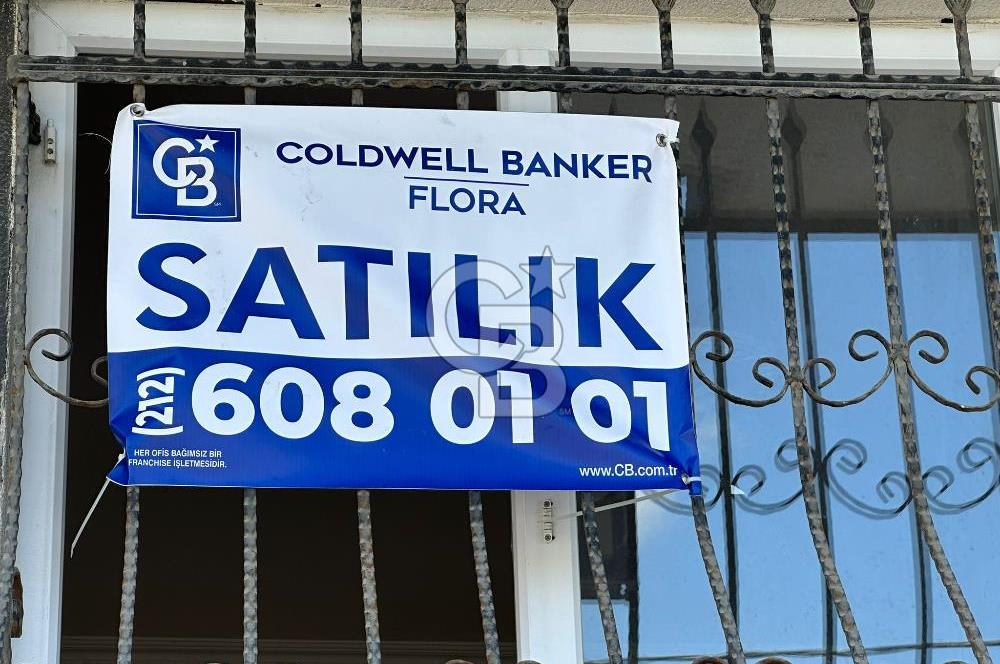 CB
COLDWELL BANKER
FLORA
SATILIK
(212) 608 01 01
HER OFİS BAĞIMSIZ BİR
FRANCHISE İŞLETMESİDİR.
www.CB.com.tr